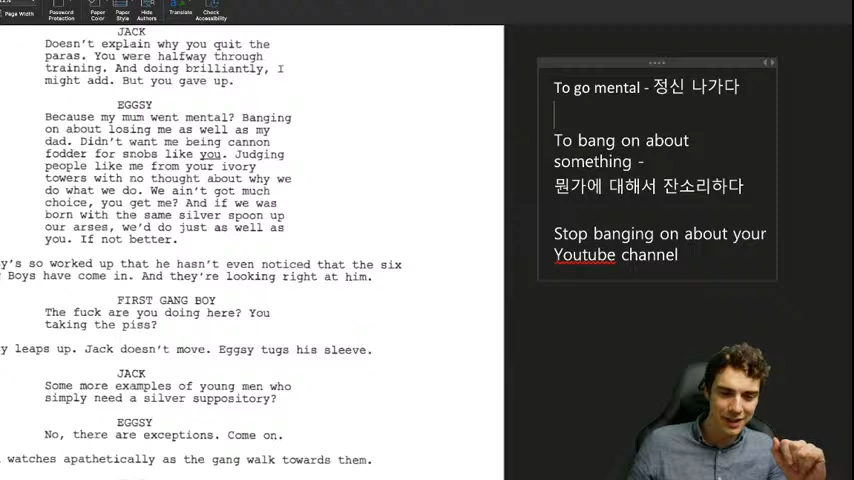 Page Width
Password
Protection
Paper
Color
Paper
Style
Hide
Authors
Translate
Check
Accessibility
JACK
Doesn't explain why you quit the
paras. You were halfway through
training. And doing brilliantly, I
might add. But you gave up.
EGGSY
Because my mum went mental? Banging
on about losing me as well as my
dad. Didn't want me being cannon
fodder for snobs like you. Judging
people like me from your ivory
towers with no thought about why we
do what we do. We ain't got much
choice, you get me? And if we was
born with the same silver spoon up
our arses, we'd do just as well as
you. If not better.
y's so worked up that he hasn't even noticed that the six
Boys have come in. And they're looking right at him.
FIRST GANG BOY
The fuck are you doing here? You
taking the piss?
y leaps up. Jack doesn't move. Eggsy tugs his sleeve.
JACK
Some more examples of young men who
simply need a silver suppository?
EGGSY
No, there are exceptions. Come on.
watches apathetically as the gang walk towards them.
To go mental - 정신 나가다
To bang on about
something -
뭔가에 대해서 잔소리하다
Stop banging on about your
Youtube channel